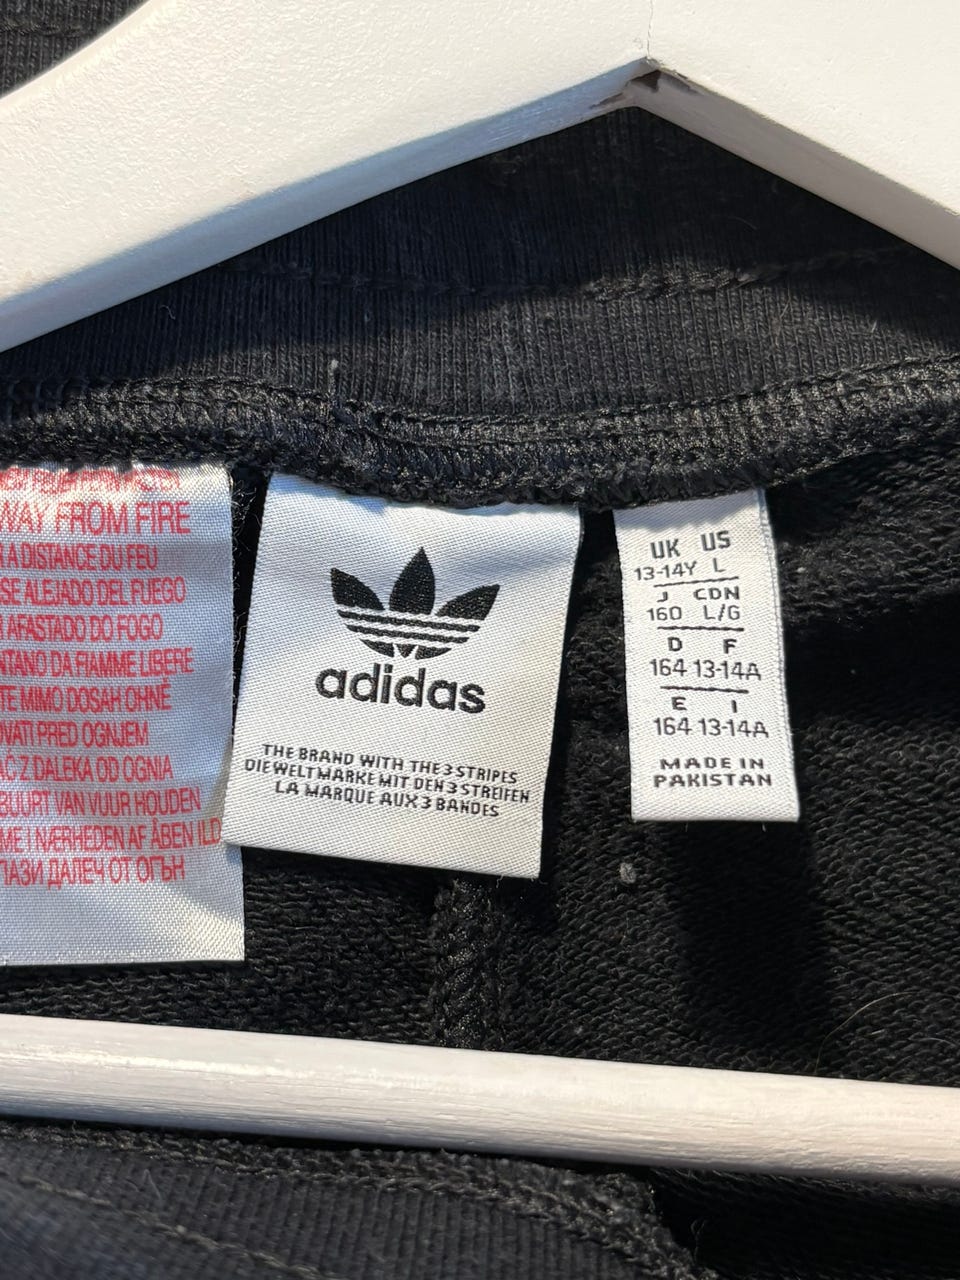 WAY FROM FIRE
A DISTANCE DU FEU
SE ALEJADO DEL FUEGO
AFASTADO DO FOGO
NTANO DA FIAMME LIBERE
TE MIMO DOSAH OHNĚ
OVATI PRED OGNJEM
AĆ Z DALEKA OD OGNIA
BUURT VAN VUUR HOUDEN
ME I NÆRHEDEN AF ÅBEN ILD
ПАЗИ ДАЛЕЧ ОТ ОГЪН
adidas
THE BRAND WITH THE 3 STRIPES
DIE WELTMARKE MIT DEN 3 STREIFEN
LA MARQUE AUX 3 BANDES
UK US
13-14Y L
J CDN
160 L/G
D F
164 13-14A
E I
164 13-14A
MADE IN
PAKISTAN